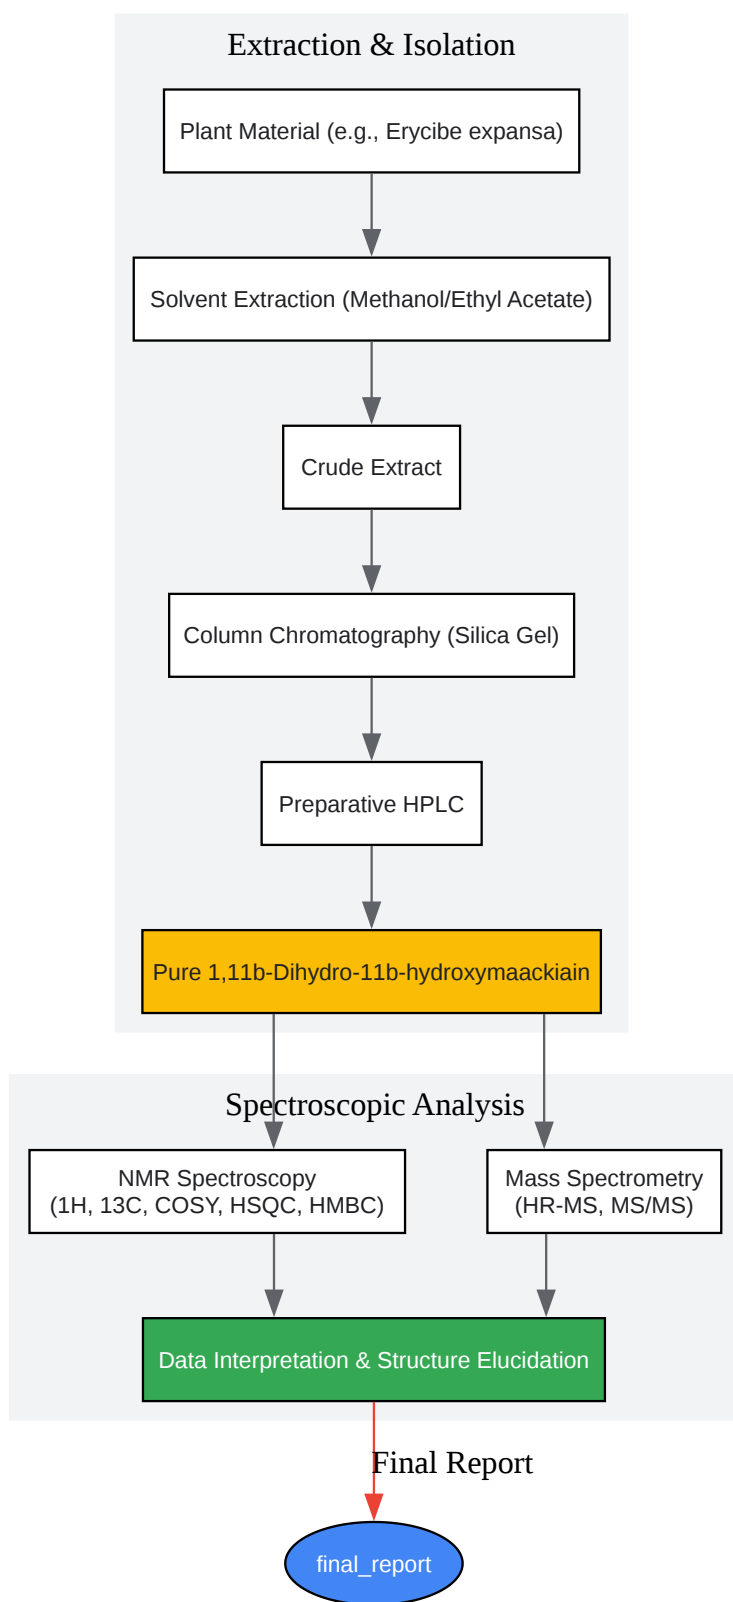 Extraction & Isolation
Plant Material (e.g., Erycibe expansa)
Solvent Extraction (Methanol/Ethyl Acetate)
Crude Extract
Column Chromatography (Silica Gel)
Preparative HPLC
Pure 1,11b-Dihydro-11b-hydroxymaackiain
Spectroscopic Analysis
NMR Spectroscopy
(1H, 13C, COSY, HSQC, HMBC)
Mass Spectrometry
(HR-MS, MS/MS)
Data Interpretation & Structure Elucidation
Final Report
final_report